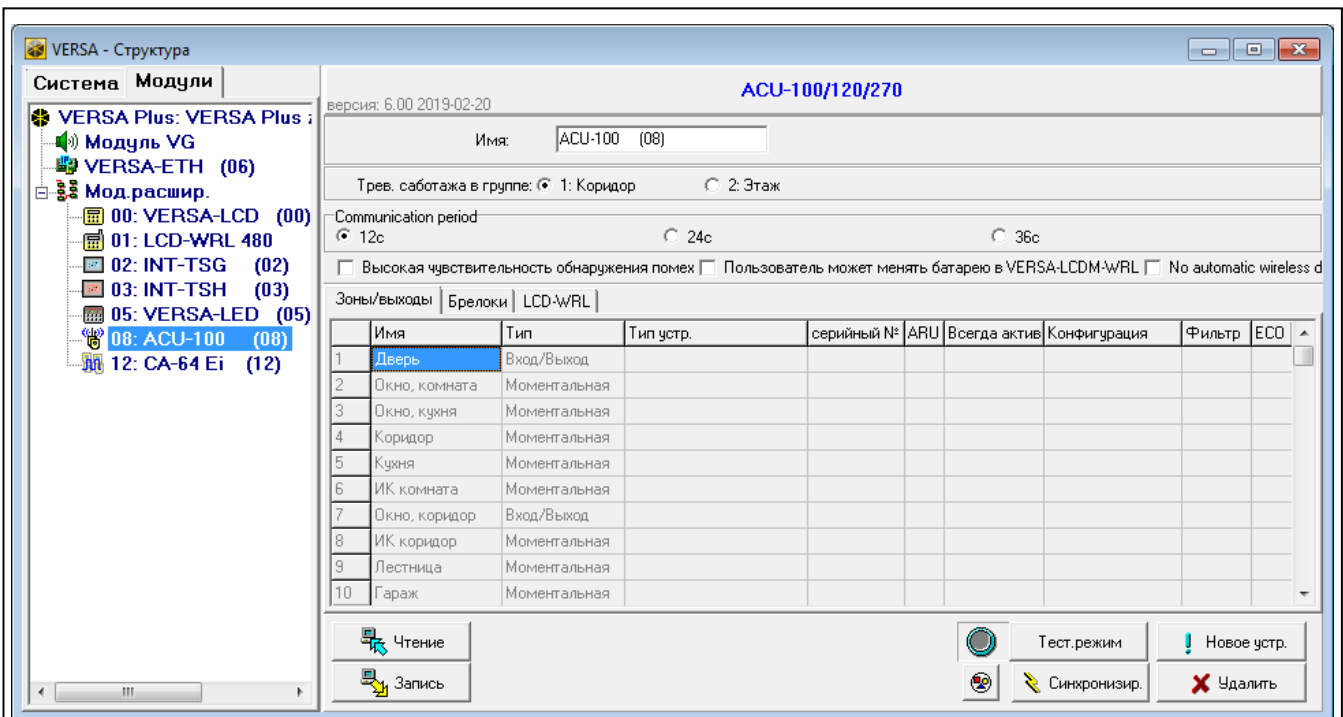 VERSA - Структура
Система Модули
VERSA Plus: VERSA Plus
Модуль VG
VERSA-ETH (06)
Мод.расшир.
00: VERSA-LCD (00)
01: LCD-WRL 480
02: INT-TSG (02)
03: INT-TSH (03)
05: VERSA-LED (05)
08: ACU-100 (08)
12: CA-64 Ei (12)
ACU-100/120/270
версия: 6.00 2019-02-20
Имя: ACU-100 (08)
Трев. саботажа в группе: 1: Коридор 2: Этаж
Communication period
12с 24с 36с
Высокая чувствительность обнаружения помех Пользователь может менять батарею в VERSA-LCDM-WRL No automatic wireless d
Зоны/выходы Брелоки LCD-WRL
Имя Тип Тип устр. серийный № ARU Всегда актив Конфигурация Фильтр ECO
1 Дверь Вход/Выход
2 Окно, комната Моментальная
3 Окно, кухня Моментальная
4 Коридор Моментальная
5 Кухня Моментальная
6 ИК комната Моментальная
7 Окно, коридор Вход/Выход
8 ИК коридор Моментальная
9 Лестница Моментальная
10 Гараж Моментальная
Чтение Тест.режим Новое устр.
Запись Синхронизир. Удалить